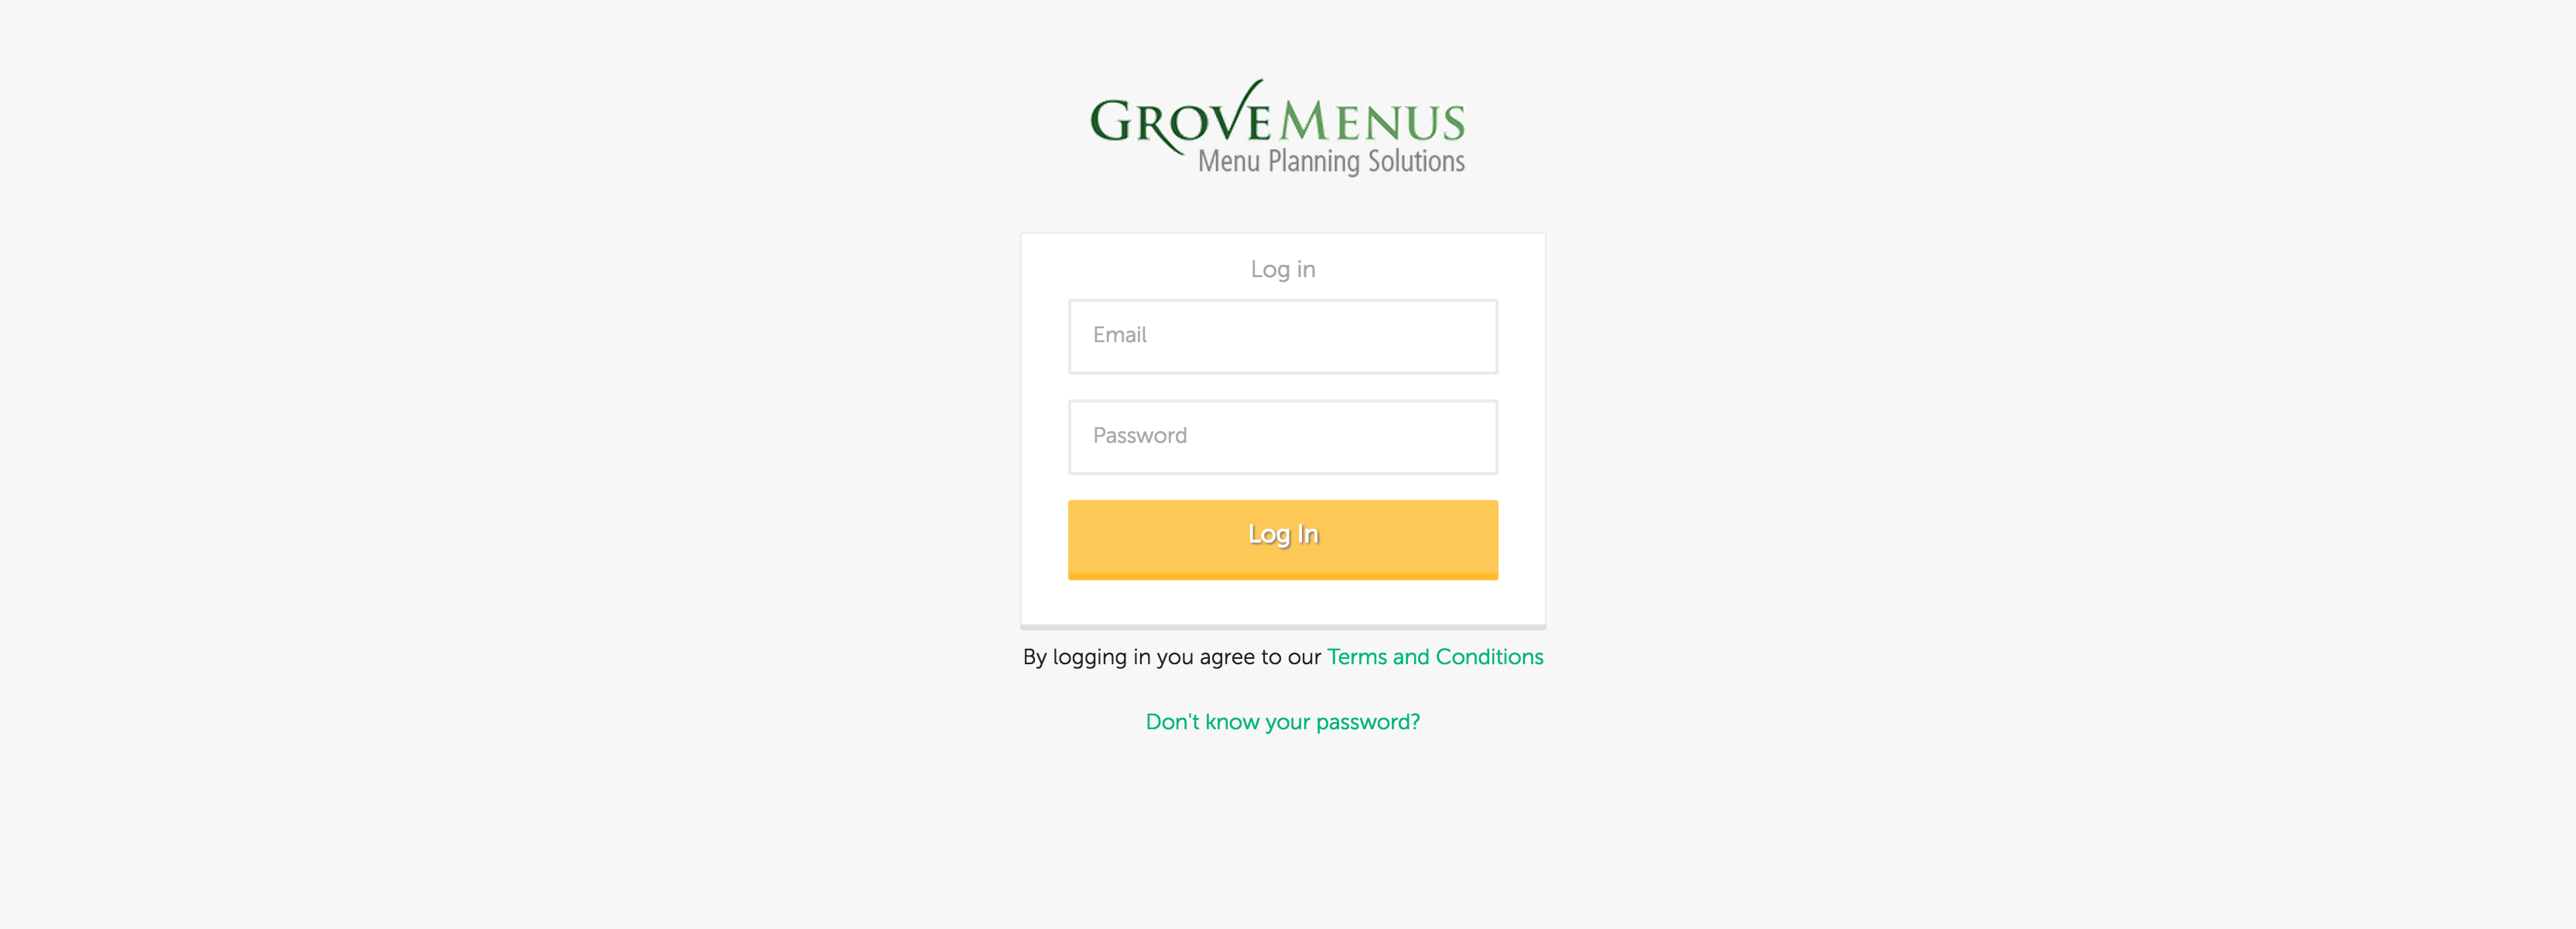 GROVEMENUS
Menu Planning Solutions
Log in
Email
Password
Log In
By logging in you agree to our Terms and Conditions
Don't know your password?